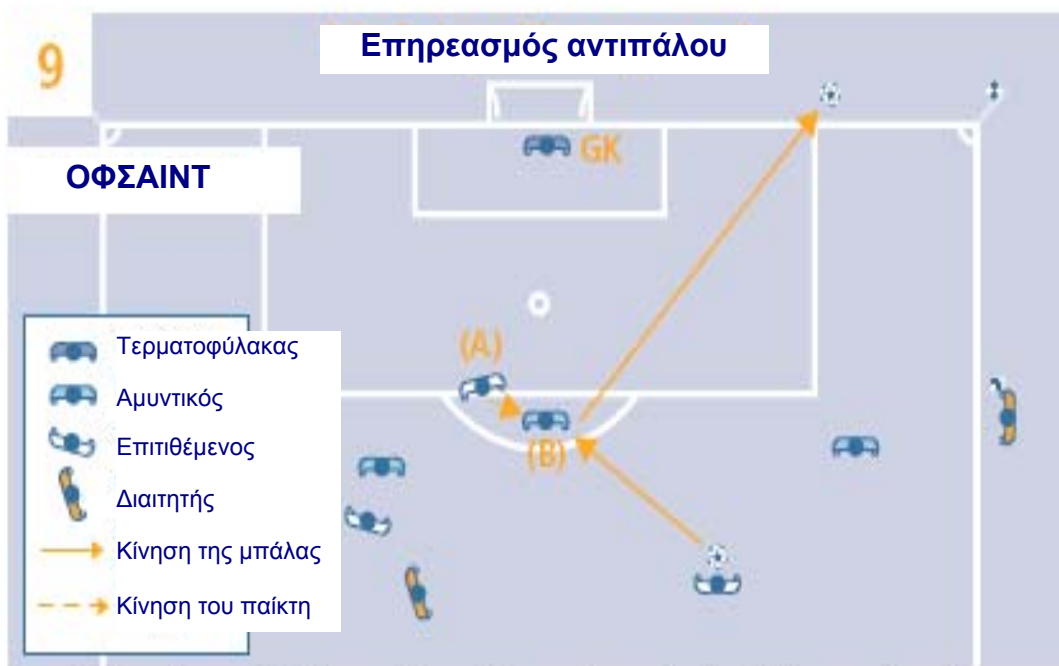 9
Επηρεασμός αντιπάλου
ΟΦΣΑΙΝΤ
GK
(A)
(B)
Τερματοφύλακας
Αμυντικός
Επιτιθέμενος
Διαιτητής
Κίνηση της μπάλας
Κίνηση του παίκτη